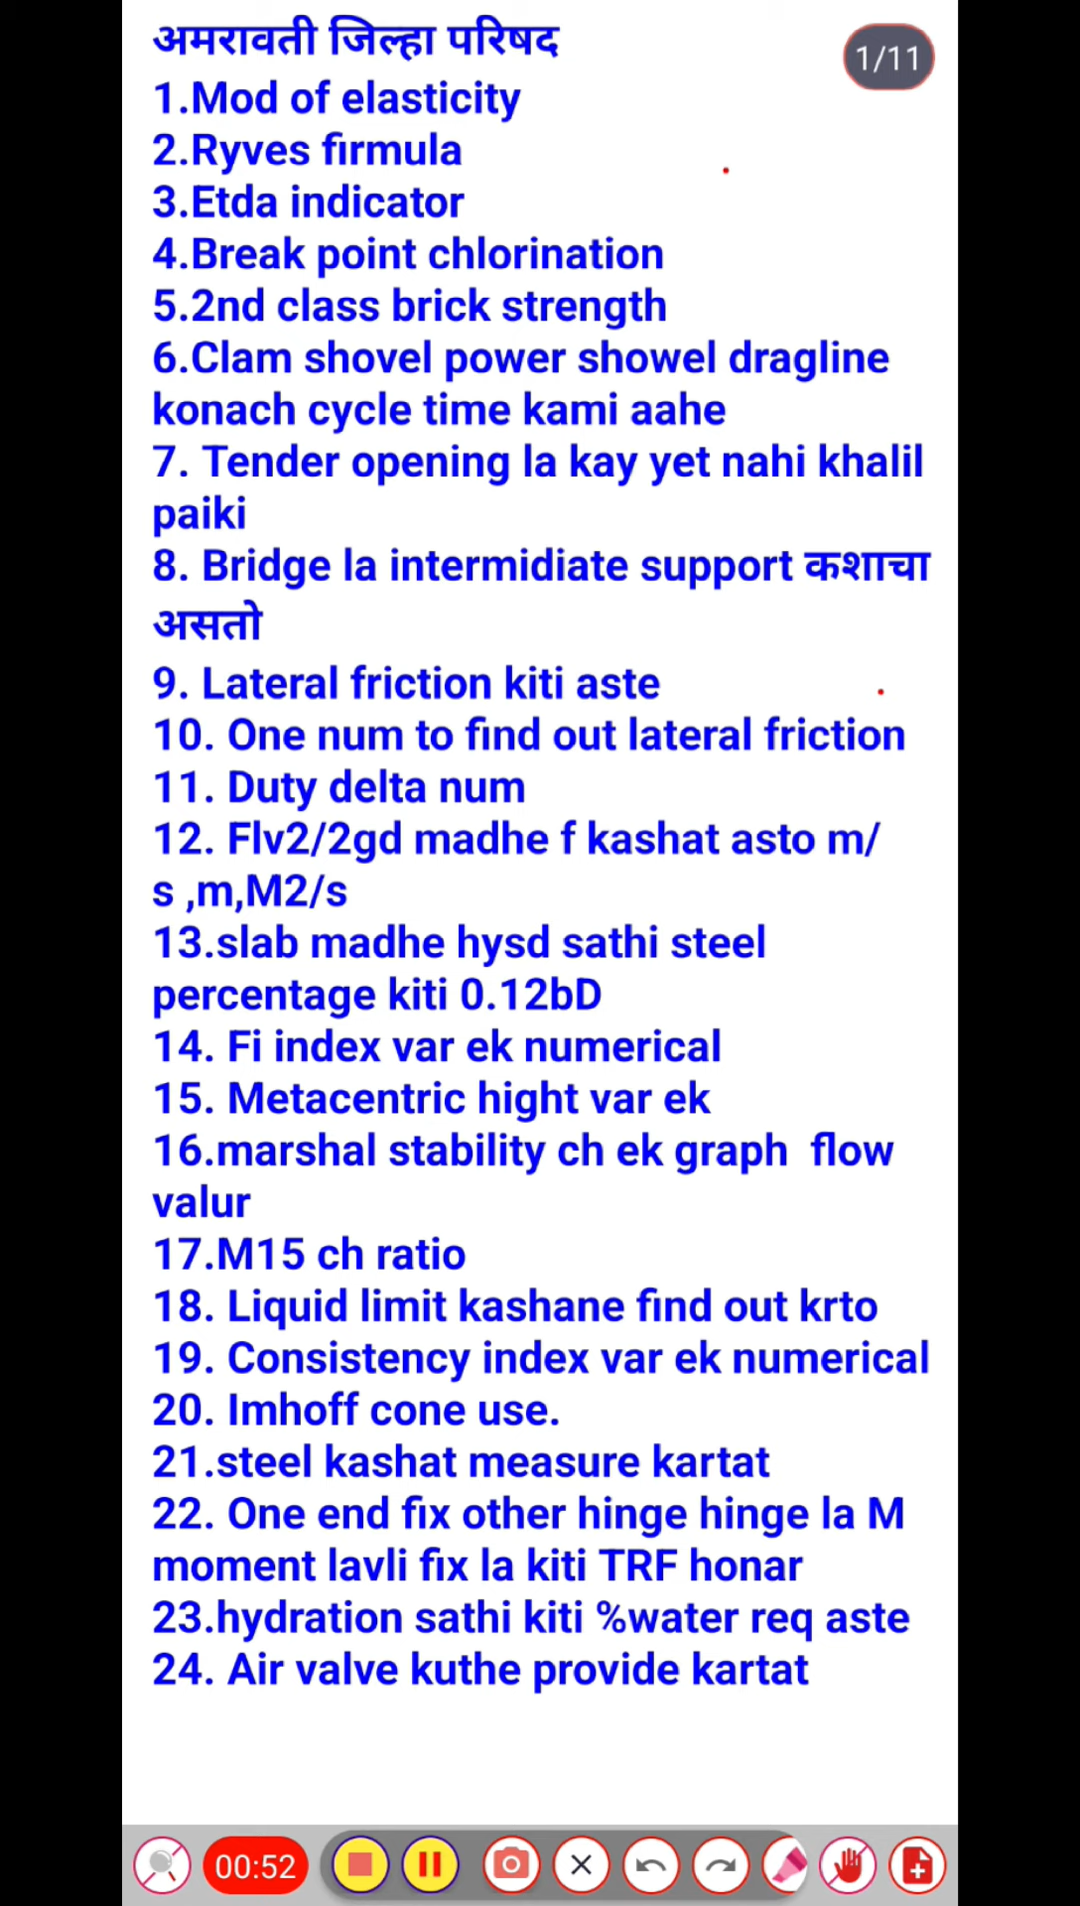 अमरावती जिल्हा परिषद
1/11
1.Mod of elasticity
2.Ryves firmula
3.Etda indicator
4.Break point chlorination
5.2nd class brick strength
6.Clam shovel power showel dragline
konach cycle time kami aahe
7. Tender opening la kay yet nahi khalil
paiki
8. Bridge la intermidiate support कशाचा
असतो
9. Lateral friction kiti aste
10. One num to find out lateral friction
11. Duty delta num
12. Flv2/2gd madhe f kashat asto m/
s ,m,M2/s
13.slab madhe hysd sathi steel
percentage kiti 0.12bD
14. Fi index var ek numerical
15. Metacentric hight var ek
16.marshal stability ch ek graph  flow
valur
17.M15 ch ratio
18. Liquid limit kashane find out krto
19. Consistency index var ek numerical
20. Imhoff cone use.
21.steel kashat measure kartat
22. One end fix other hinge hinge la M
moment lavli fix la kiti TRF honar
23.hydration sathi kiti %water req aste
24. Air valve kuthe provide kartat
00:52